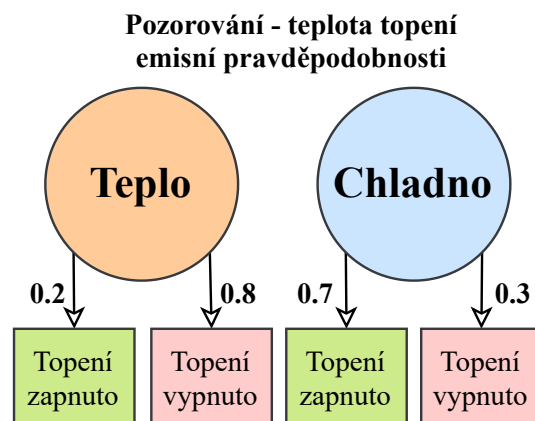 Pozorování - teplota topení
emisní pravděpodobnosti
Teplo
Chladno
0.2
0.8
0.7
0.3
Topení
zapnuto
Topení
vypnuto
Topení
zapnuto
Topení
vypnuto